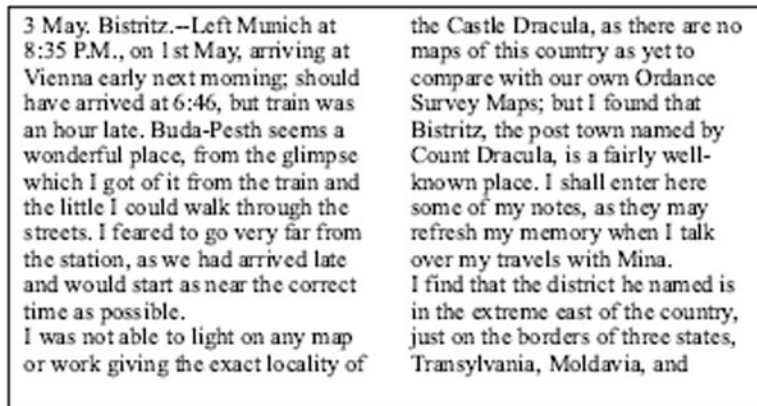 3 May. Bistritz.--Left Munich at
8:35 P.M., on 1st May, arriving at
Vienna early next morning; should
have arrived at 6:46, but train was
an hour late. Buda-Pesth seems a
wonderful place, from the glimpse
which I got of it from the train and
the little I could walk through the
streets. I feared to go very far from
the station, as we had arrived late
and would start as near the correct
time as possible.
I was not able to light on any map
or work giving the exact locality of
the Castle Dracula, as there are no
maps of this country as yet to
compare with our own Ordance
Survey Maps; but I found that
Bistritz, the post town named by
Count Dracula, is a fairly well-
known place. I shall enter here
some of my notes, as they may
refresh my memory when I talk
over my travels with Mina.
I find that the district he named is
in the extreme east of the country,
just on the borders of three states,
Transylvania, Moldavia, and